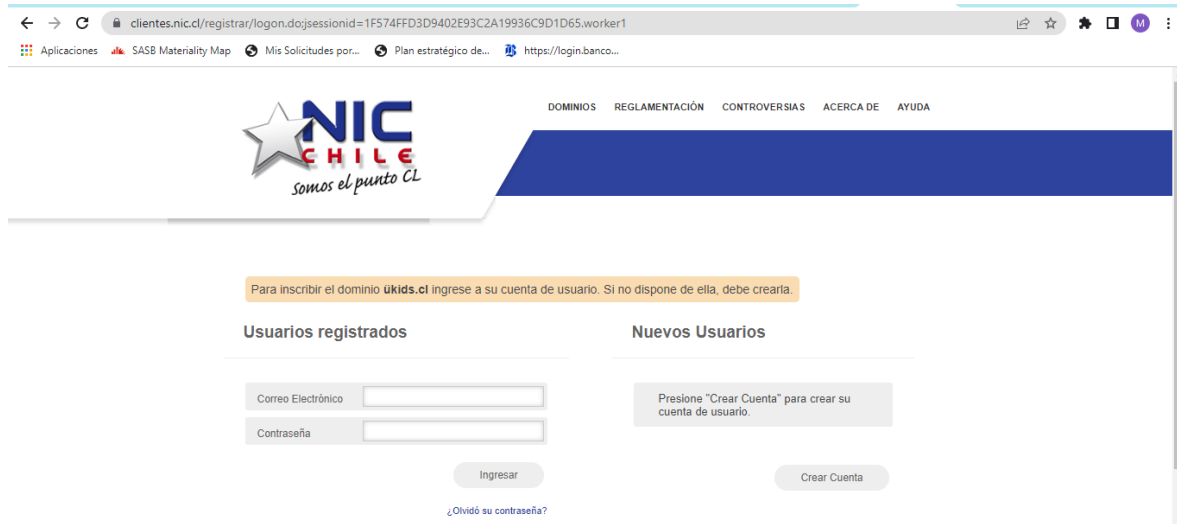 clientes.nic.cl/registrar/logon.do;jsessionid=1F574FFD3D9402E93C2A19936C9D1D65.worker1
M
Aplicaciones SASB Materiality Map Mis Solicitudes por... Plan estratégico de... https://login.banco...
NIC
CHILE
Somos el punto CL
DOMINIOS REGLAMENTACIÓN CONTROVERSIAS ACERCA DE AYUDA
Para inscribir el dominio ükids.cl ingrese a su cuenta de usuario. Si no dispone de ella, debe crearla.
Usuarios registrados
Correo Electrónico
Contraseña
Ingresar
¿Olvidó su contraseña?
Nuevos Usuarios
Presione "Crear Cuenta" para crear su
cuenta de usuario.
Crear Cuenta